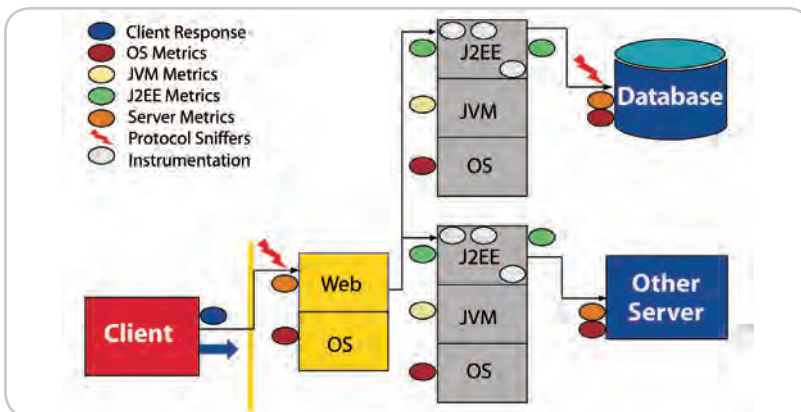 Client Response
OS Metrics
JVM Metrics
J2EE Metrics
Server Metrics
Protocol Sniffers
Instrumentation
J2EE
JVM
OS
Database
Client
Web
OS
J2EE
JVM
OS
Other
Server